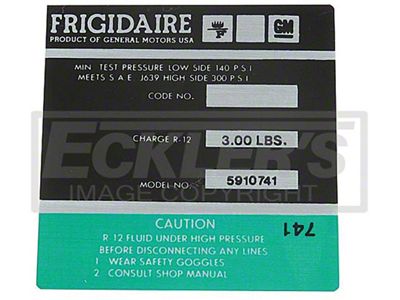 FRIGIDAIRE
PRODUCT OF GENERAL MOTORS USA
F
GM
MIN TEST PRESSURE LOW SIDE 140 P S I
MEETS S A E J639 HIGH SIDE 300 P S I
CODE NO.
ECKLER'S
CHARGE R-12 3.00 LBS.
IMAGE COPYRIGHT
MODEL NO: 5910741
CAUTION
741
R-12 FLUID UNDER HIGH PRESSURE
BEFORE DISCONNECTING ANY LINES
1 WEAR SAFETY GOGGLES
2. CONSULT SHOP MANUAL